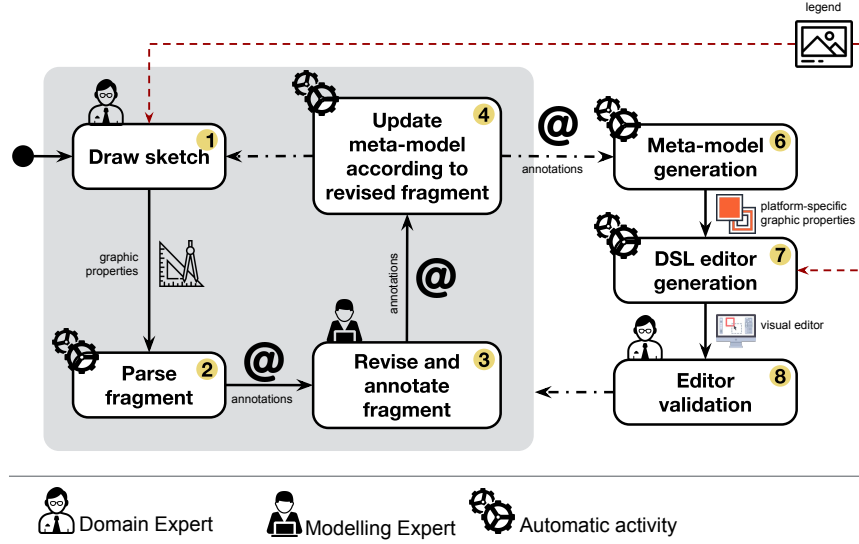 legend
1
Draw sketch
4
Update
meta-model
according to
revised fragment
@
annotations
6
Meta-model
generation
platform-specific
graphic properties
graphic
properties
annotations
@
7
DSL editor
generation
visual editor
2
Parse
fragment
@
annotations
3
Revise and
annotate
fragment
8
Editor
validation
Domain Expert
Modelling Expert
Automatic activity